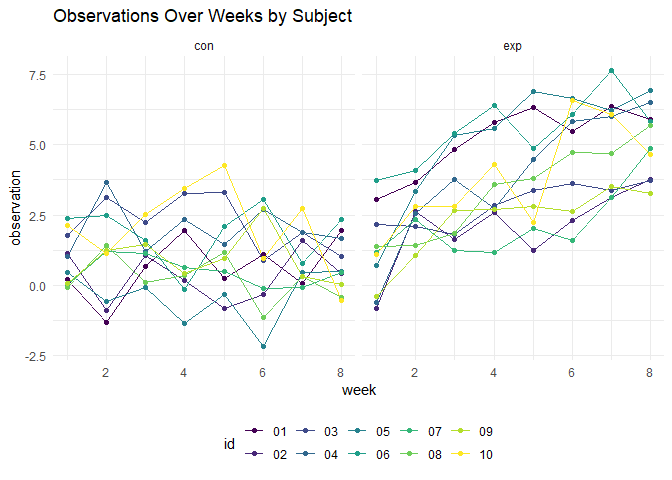 Observations Over Weeks by Subject
con exp
7.5
5.0
2.5
0.0
-2.5
observation
2 4 6 8 2 4 6 8
week
id
01 03 05 07 09
02 04 06 08 10